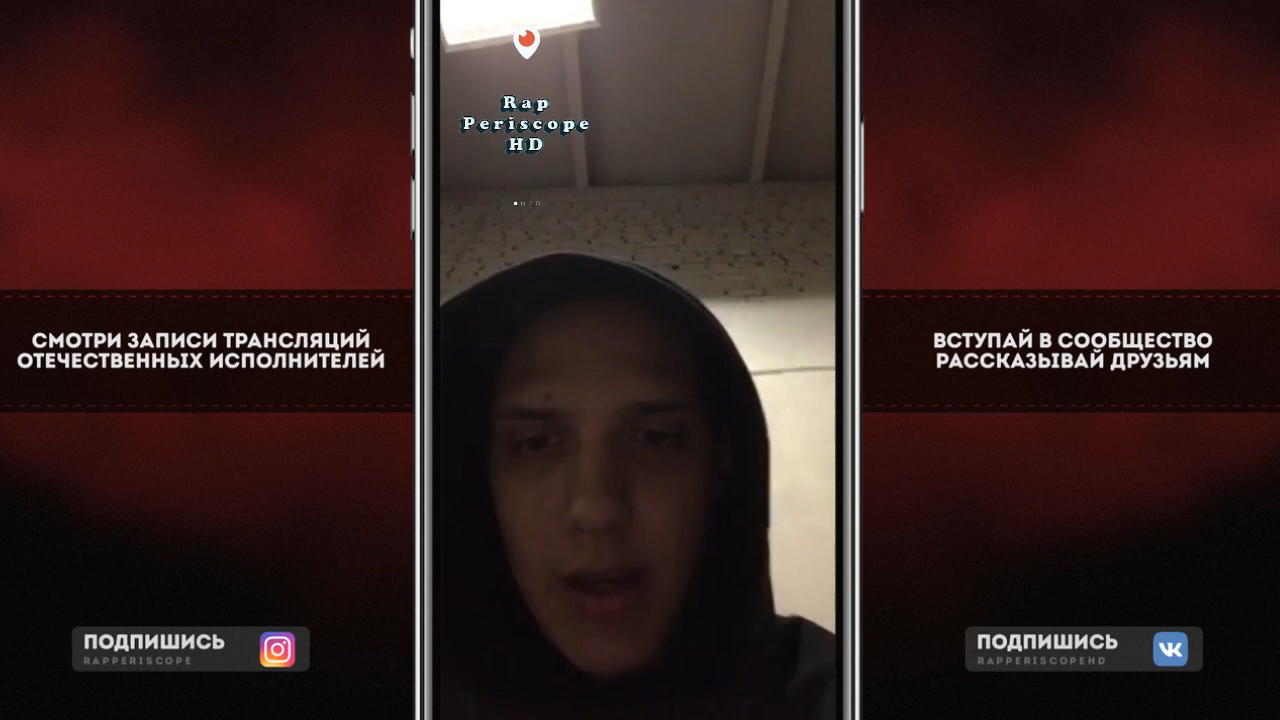 Rap
Periscope
HD
СМОТРИ ЗАПИСИ ТРАНСЛЯЦИЙ
ОТЕЧЕСТВЕННЫХ ИСПОЛНИТЕЛЕЙ
ВСТУПАЙ В СООБЩЕСТВО
РАССКАЗЫВАЙ ДРУЗЬЯМ
ПОДПИШИСЬ
RAPPERISCOPE
ПОДПИШИСЬ
RAPPERISCOPEHD